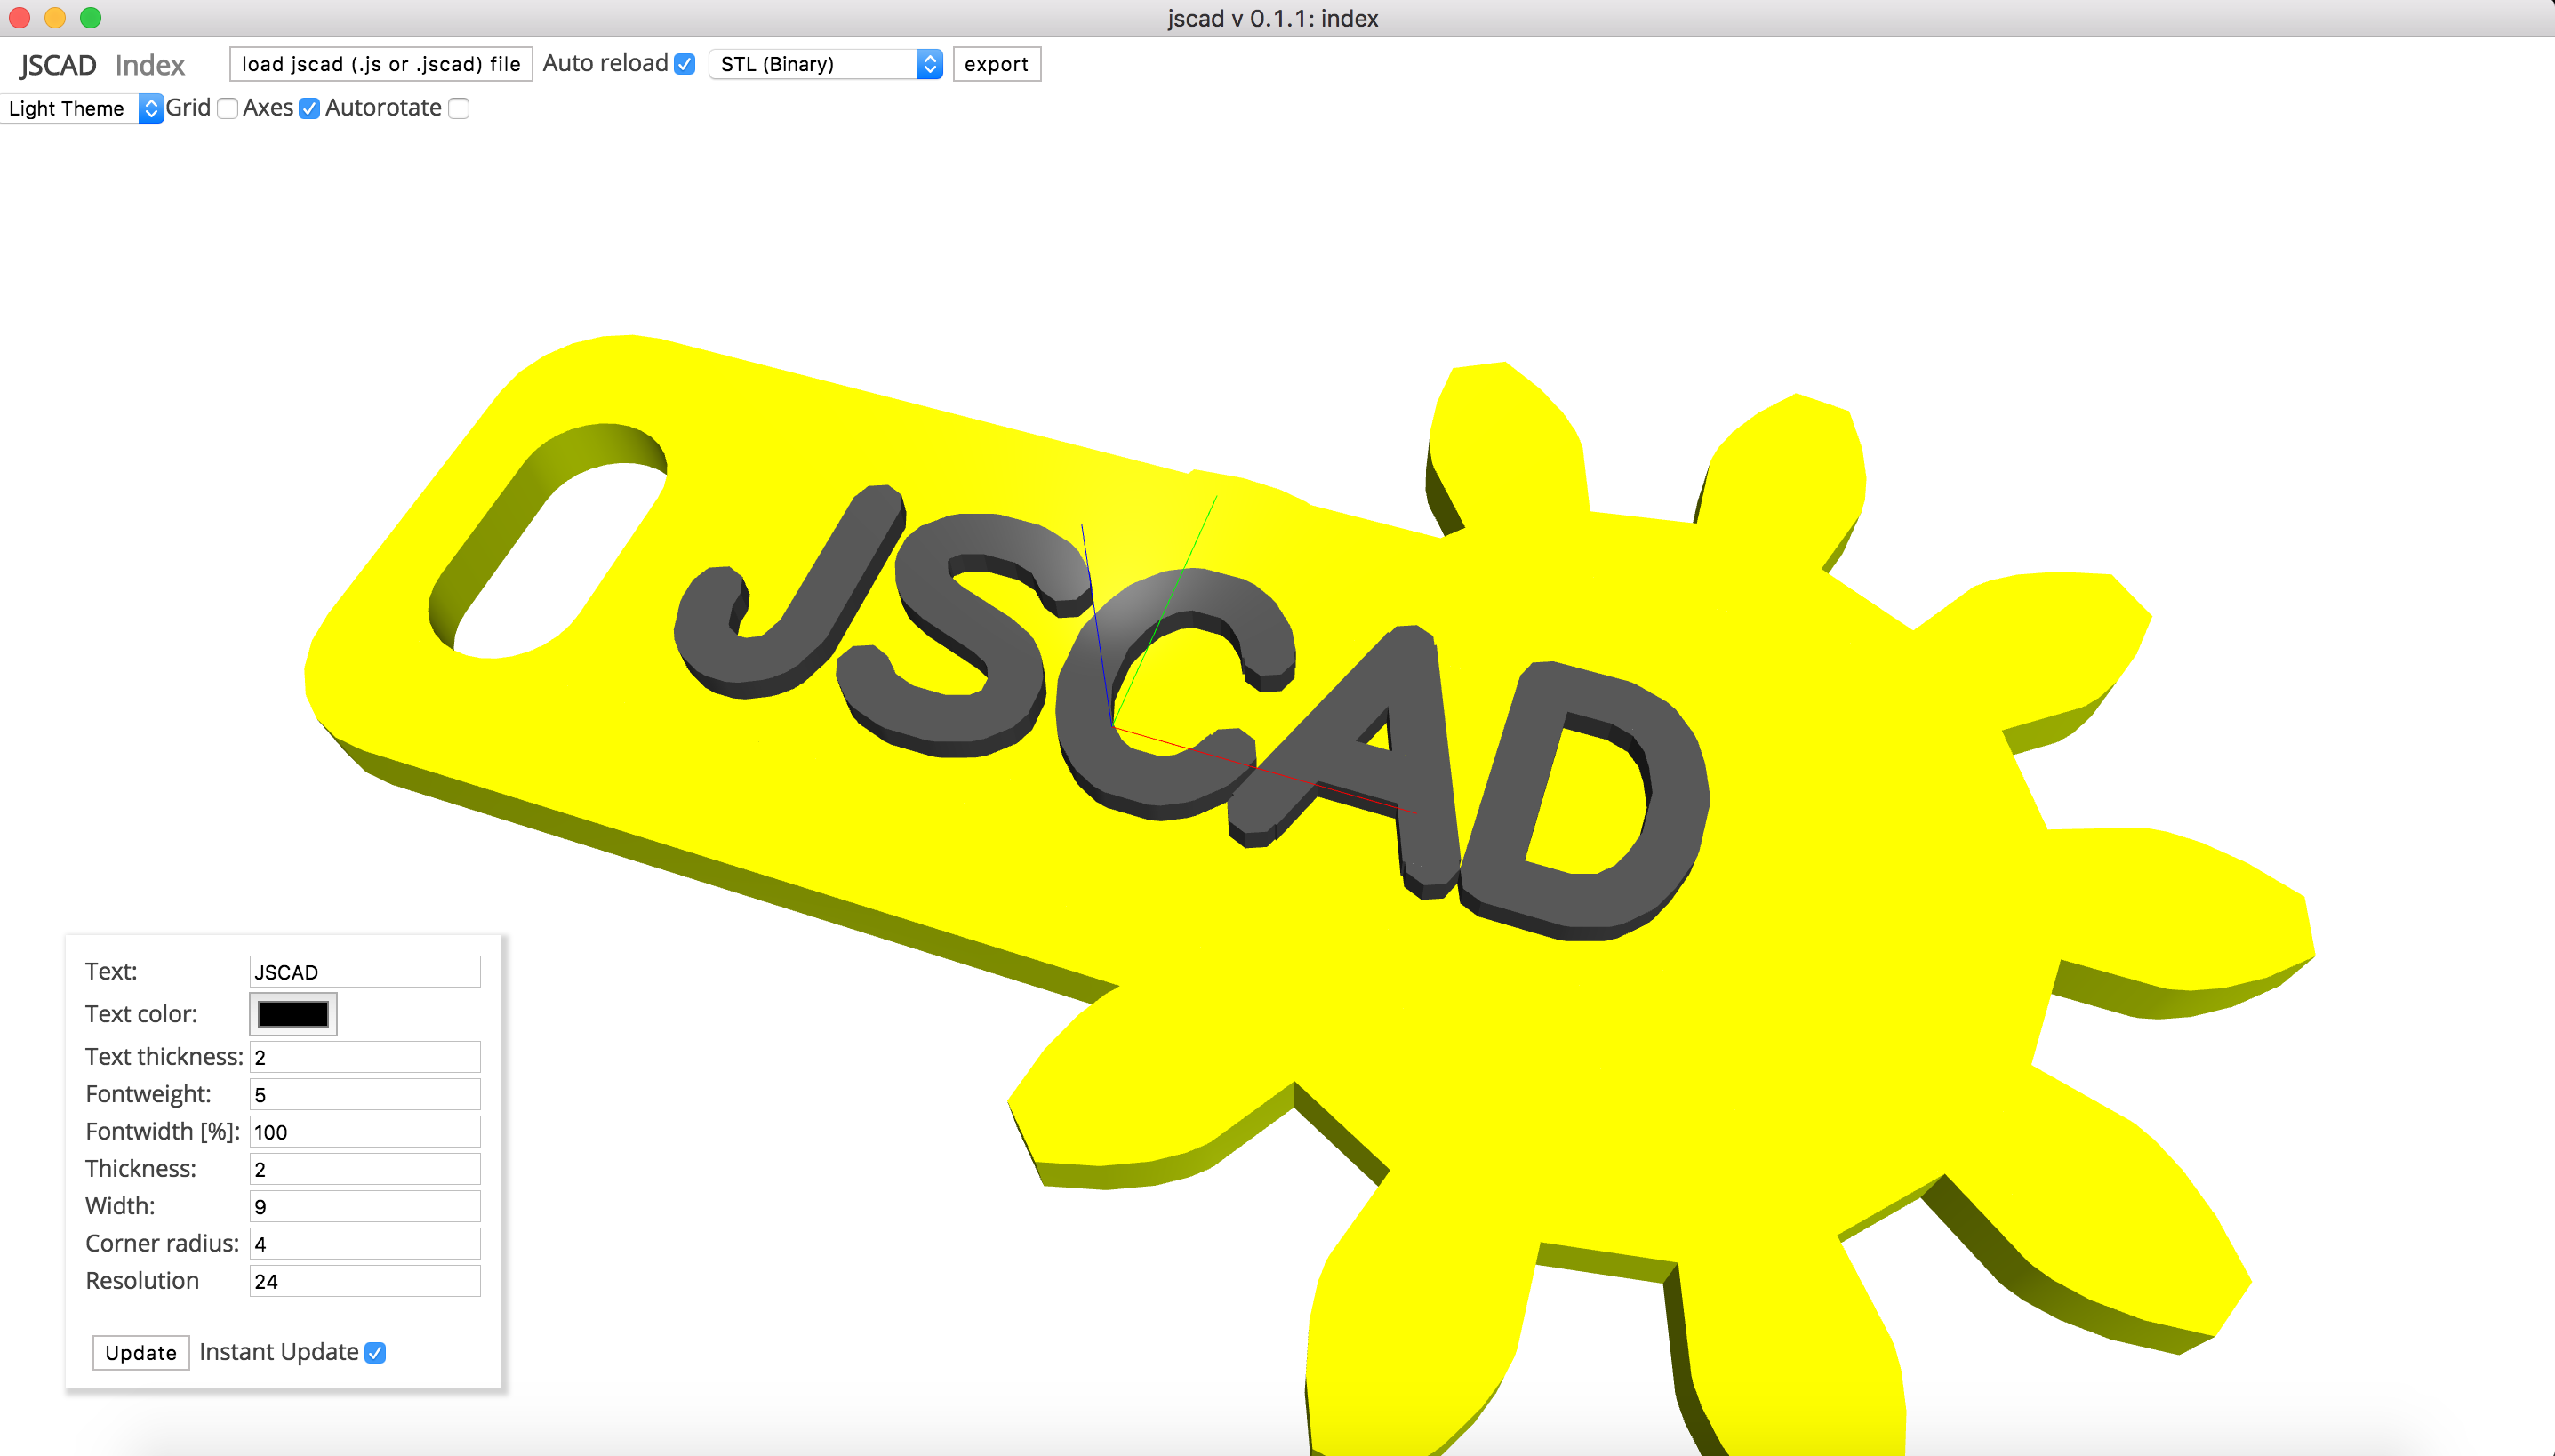 jscad v 0.1.1: index
JSCAD Index load jscad (.js or .jscad) file Auto reload STL (Binary) export
Light Theme Grid Axes Autorotate
JSCAD
Text: JSCAD
Text color:
Text thickness: 2
Fontweight: 5
Fontwidth [%]: 100
Thickness: 2
Width: 9
Corner radius: 4
Resolution 24
Update Instant Update